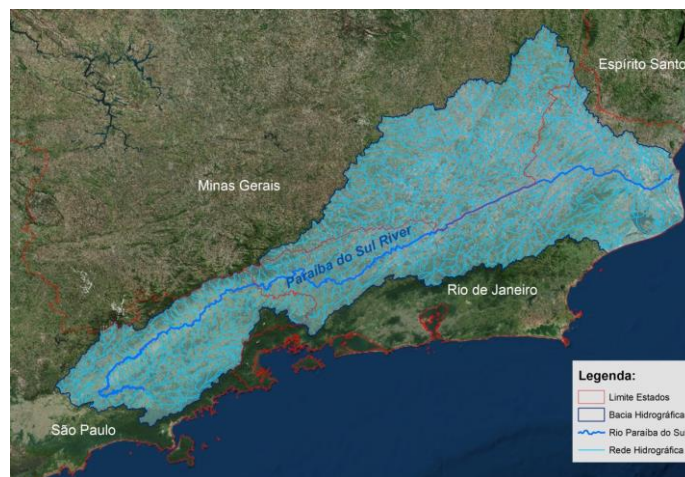 Espírito Santo
Minas Gerais
Paraíba do Sul River
Rio de Janeiro
São Paulo
Legenda:
Limite Estados
Bacia Hidrográfica
Rio Paraíba do Sul
Rede Hidrográfica